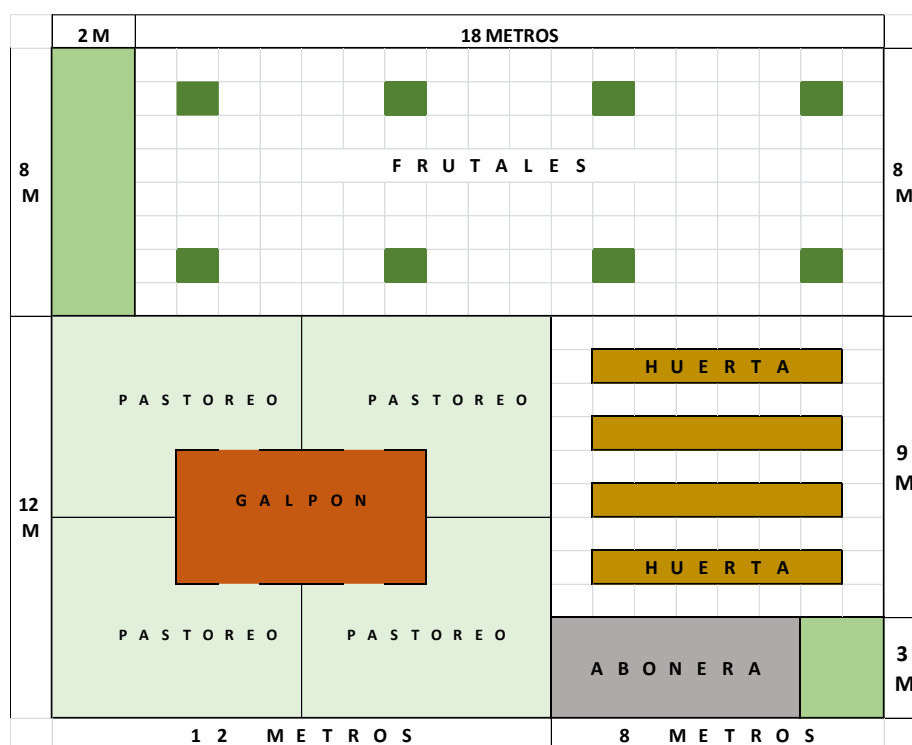 2 M
18 METROS
8
M
8
M
F R U T A L E S
P A S T O R E O
P A S T O R E O
H U E R T A
9
M
12
M
G A L P O N
H U E R T A
P A S T O R E O
P A S T O R E O
A B O N E R A
3
M
1 2 M E T R O S
8 M E T R O S